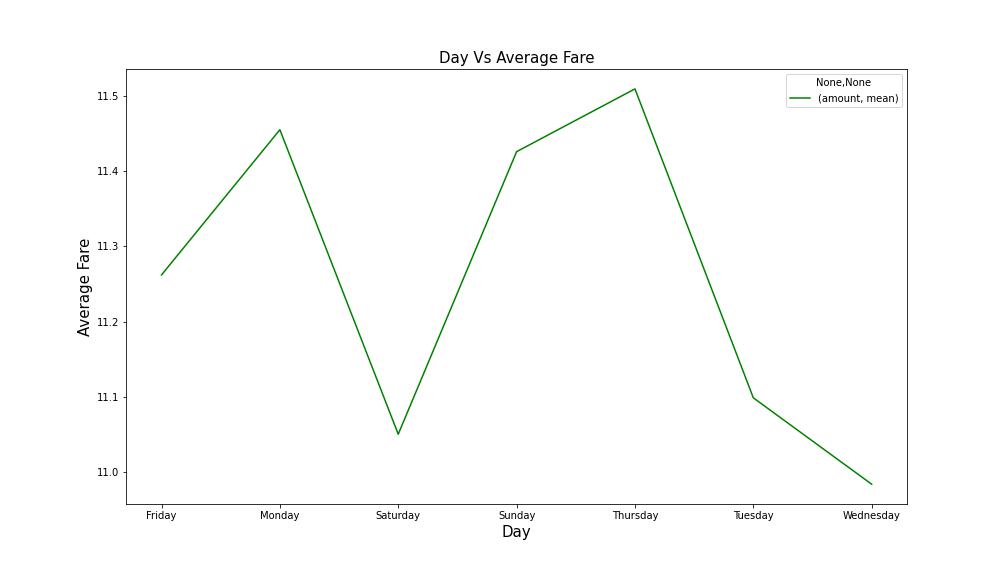 Day Vs Average Fare
None,None
(amount, mean)
Average Fare
11.5
11.4
11.3
11.2
11.1
11.0
Friday Monday Saturday Sunday Thursday Tuesday Wednesday
Day